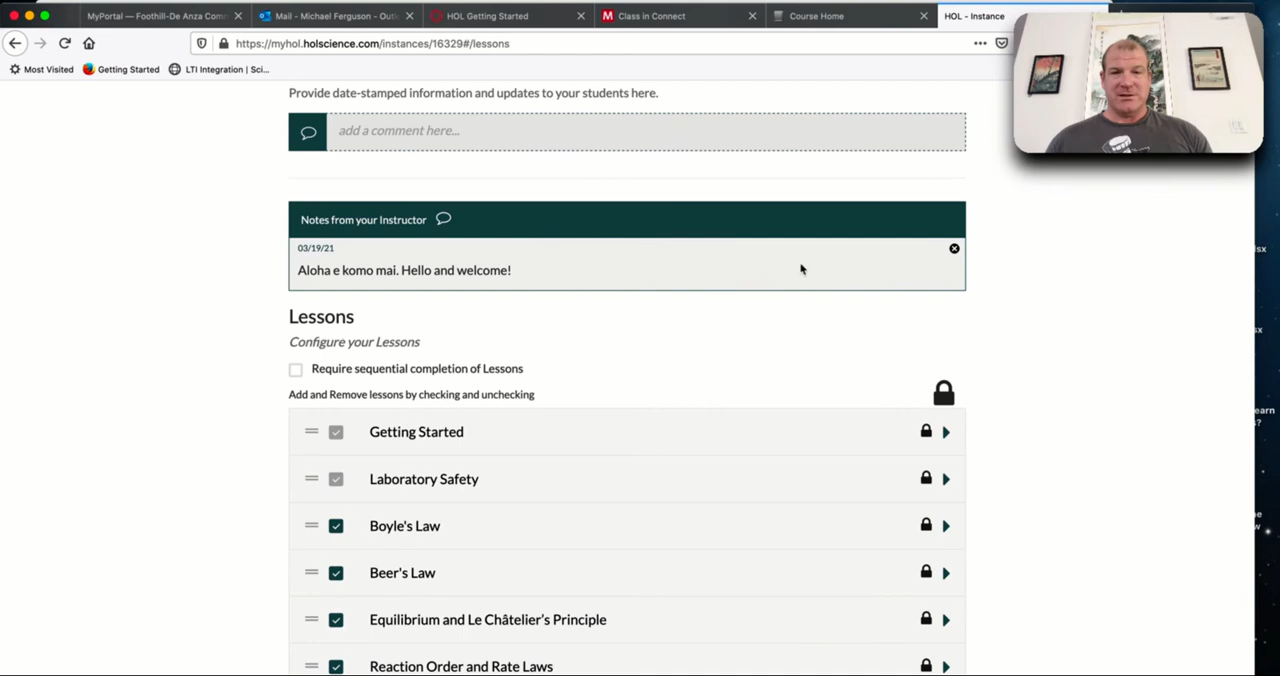 MyPortal — Foothill-De Anza Com
Mail - Michael Ferguson - Outl
HOL Getting Started
Class in Connect
Course Home
HOL - Instance
https://myhol.holscience.com/instances/16329#/lessons
Most Visited
Getting Started
LTI Integration | Sci...
Provide date-stamped information and updates to your students here.
add a comment here...
Notes from your Instructor
03/19/21
Aloha e komo mai. Hello and welcome!
Lessons
Configure your Lessons
Require sequential completion of Lessons
Add and Remove lessons by checking and unchecking
Getting Started
Laboratory Safety
Boyle's Law
Beer's Law
Equilibrium and Le Châtelier's Principle
Reaction Order and Rate Laws